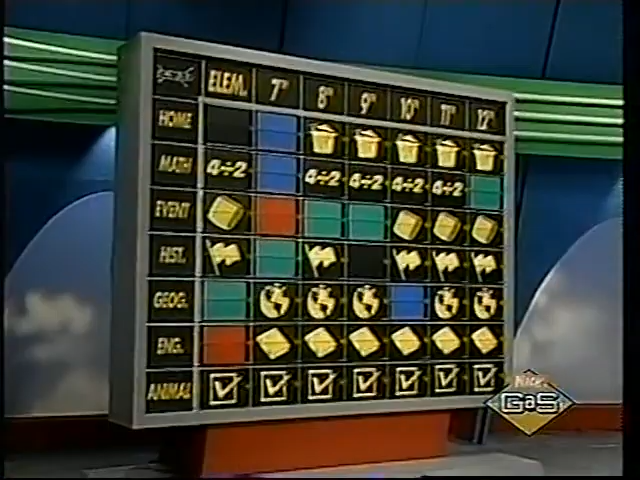 ELEM. 7th 8th 9th 10th 11th 12th
HOME
MATH 4÷2 4÷2 4÷2 4÷2 4÷2
EVENT
HIST.
GEOG.
ENG.
ANIMAL
NICK
GaS